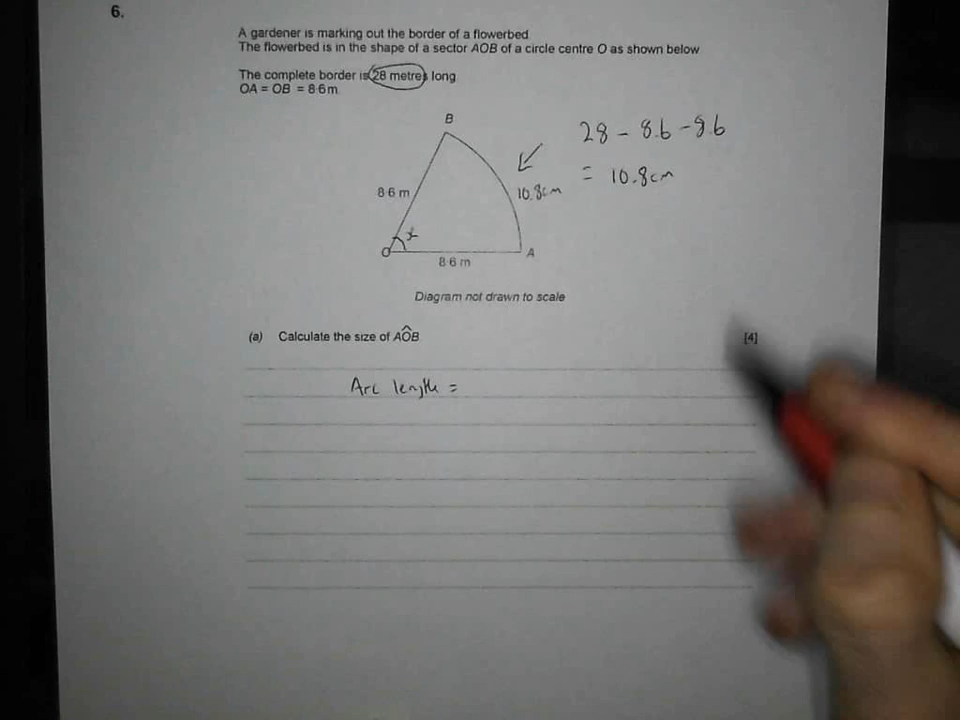 6.
A gardener is marking out the border of a flowerbed
The flowerbed is in the shape of a sector AOB of a circle centre O as shown below
The complete border is 28 metres long
OA = OB = 8·6m
B
28 - 8.6 - 8.6
= 10.8cm
8·6 m
10.8cm
x
O
A
8·6 m
Diagram not drawn to scale
(a) Calculate the size of AÔB
[4]
Arc length =